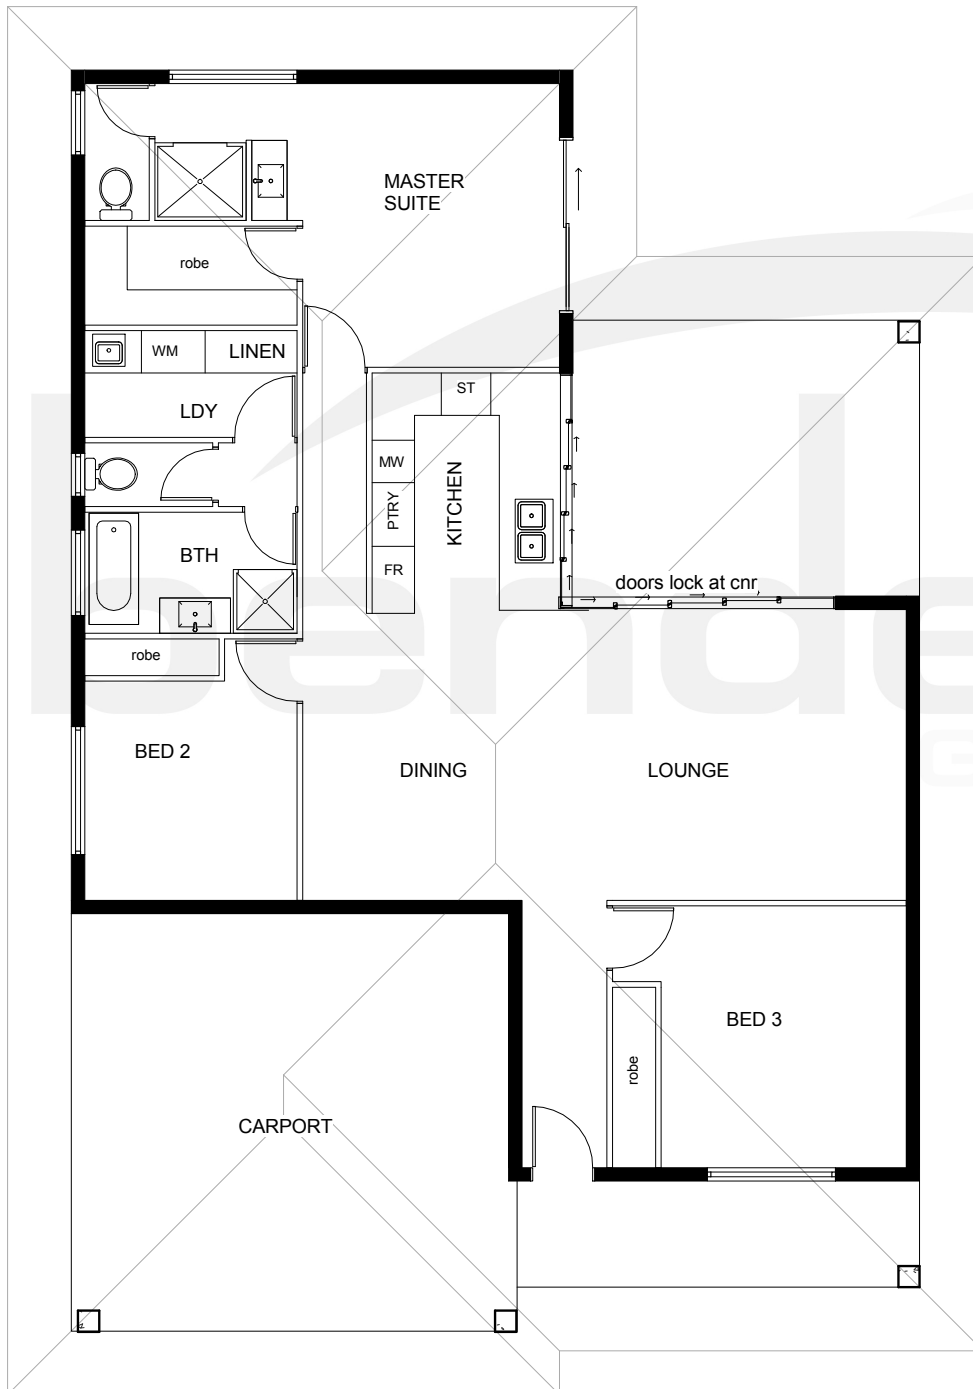 MASTER
SUITE
robe
WM
LINEN
LDY
ST
MW
PTRY
KITCHEN
FR
BTH
doors lock at cnr
robe
BED 2
DINING
LOUNGE
BED 3
robe
CARPORT
bende